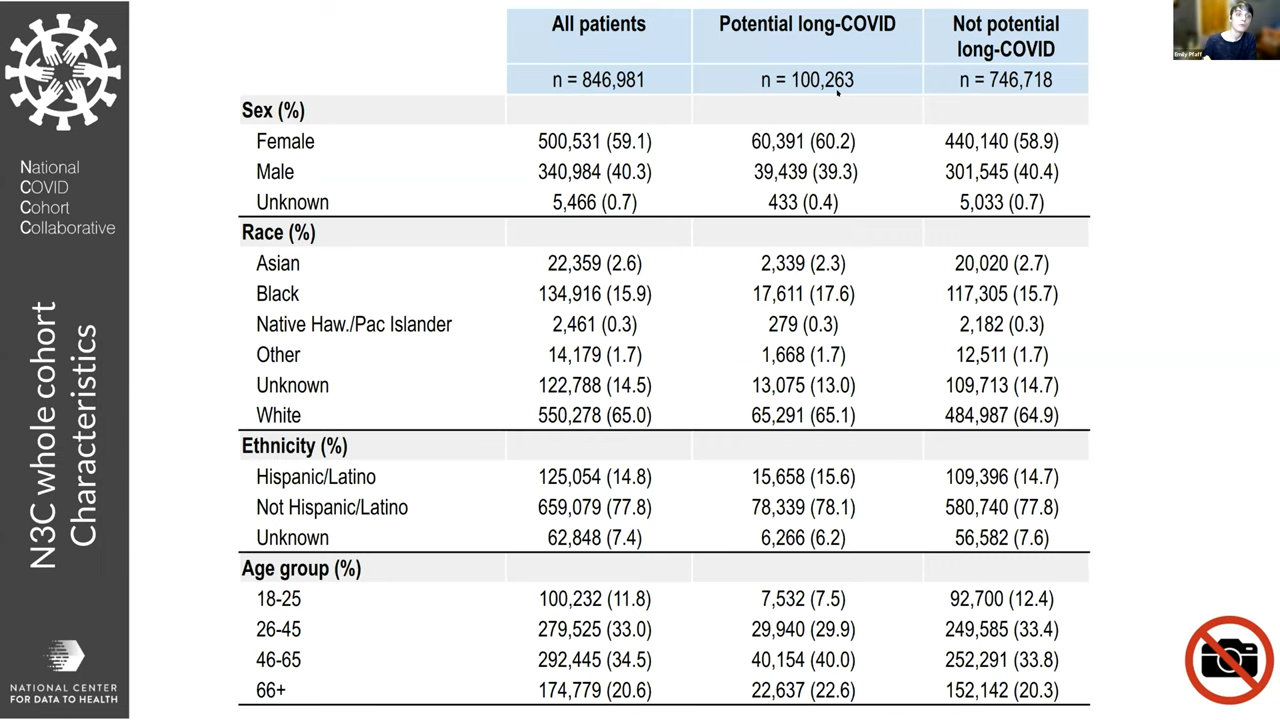 All patients Potential long-COVID Not potential
long-COVID
n = 846,981 n = 100,263 n = 746,718
Sex (%)
Female 500,531 (59.1) 60,391 (60.2) 440,140 (58.9)
Male 340,984 (40.3) 39,439 (39.3) 301,545 (40.4)
Unknown 5,466 (0.7) 433 (0.4) 5,033 (0.7)
Race (%)
Asian 22,359 (2.6) 2,339 (2.3) 20,020 (2.7)
Black 134,916 (15.9) 17,611 (17.6) 117,305 (15.7)
Native Haw./Pac Islander 2,461 (0.3) 279 (0.3) 2,182 (0.3)
Other 14,179 (1.7) 1,668 (1.7) 12,511 (1.7)
Unknown 122,788 (14.5) 13,075 (13.0) 109,713 (14.7)
White 550,278 (65.0) 65,291 (65.1) 484,987 (64.9)
Ethnicity (%)
Hispanic/Latino 125,054 (14.8) 15,658 (15.6) 109,396 (14.7)
Not Hispanic/Latino 659,079 (77.8) 78,339 (78.1) 580,740 (77.8)
Unknown 62,848 (7.4) 6,266 (6.2) 56,582 (7.6)
Age group (%)
18-25 100,232 (11.8) 7,532 (7.5) 92,700 (12.4)
26-45 279,525 (33.0) 29,940 (29.9) 249,585 (33.4)
46-65 292,445 (34.5) 40,154 (40.0) 252,291 (33.8)
66+ 174,779 (20.6) 22,637 (22.6) 152,142 (20.3)
National
COVID
Cohort
Collaborative
N3C whole cohort
Characteristics
NATIONAL CENTER
FOR DATA TO HEALTH
Emily Pfaff